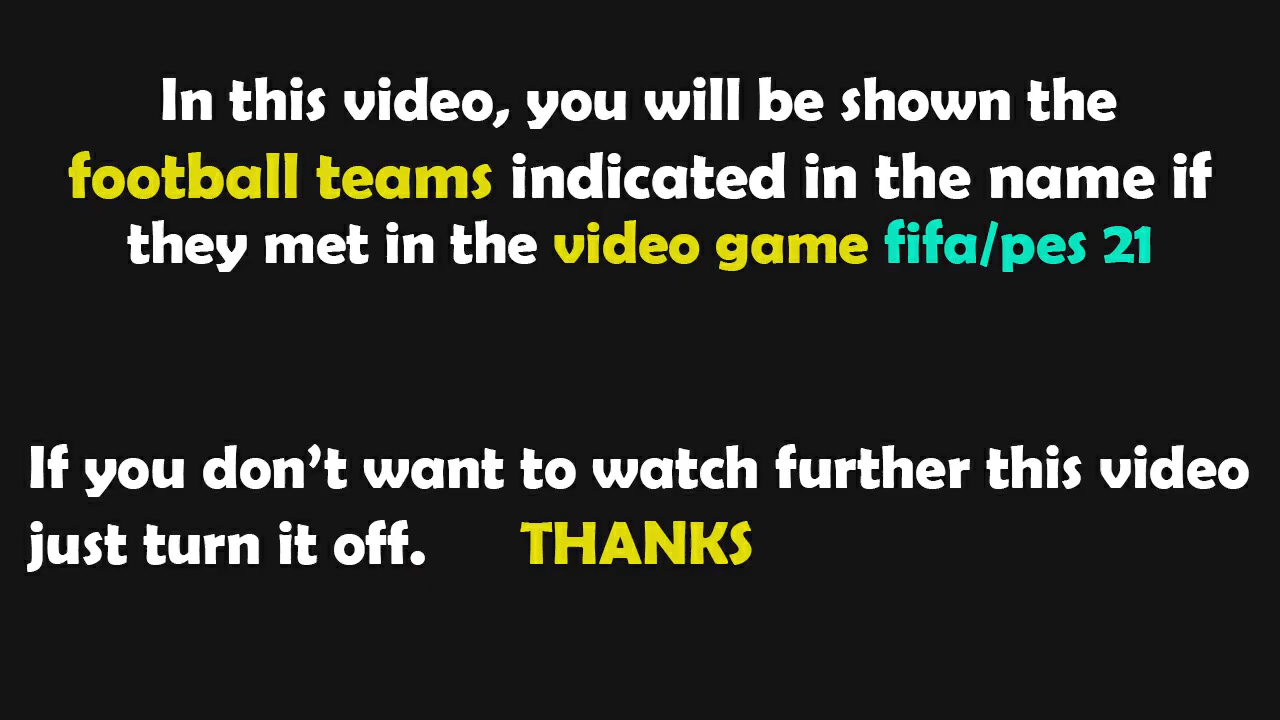 In this video, you will be shown the
football teams indicated in the name if
they met in the video game fifa/pes 21
If you don’t want to watch further this video
just turn it off. THANKS